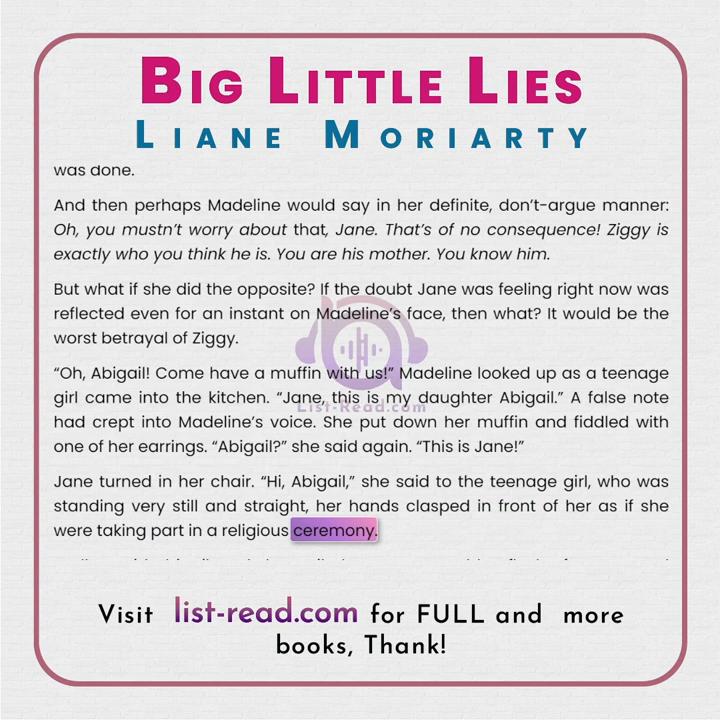 BIG LITTLE LIES
LIANE MORIARTY
was done.
And then perhaps Madeline would say in her definite, don't-argue manner:
Oh, you mustn't worry about that, Jane. That's of no consequence! Ziggy is
exactly who you think he is. You are his mother. You know him.
But what if she did the opposite? If the doubt Jane was feeling right now was
reflected even for an instant on Madeline's face, then what? It would be the
worst betrayal of Ziggy.
“Oh, Abigail! Come have a muffin with us!” Madeline looked up as a teenage
girl came into the kitchen. “Jane, this is my daughter Abigail.” A false note
List-Read.com
had crept into Madeline's voice. She put down her muffin and fiddled with
one of her earrings. “Abigail?” she said again. “This is Jane!”
Jane turned in her chair. “Hi, Abigail,” she said to the teenage girl, who was
standing very still and straight, her hands clasped in front of her as if she
were taking part in a religious ceremony.
Visit list-read.com for FULL and more
books, Thank!